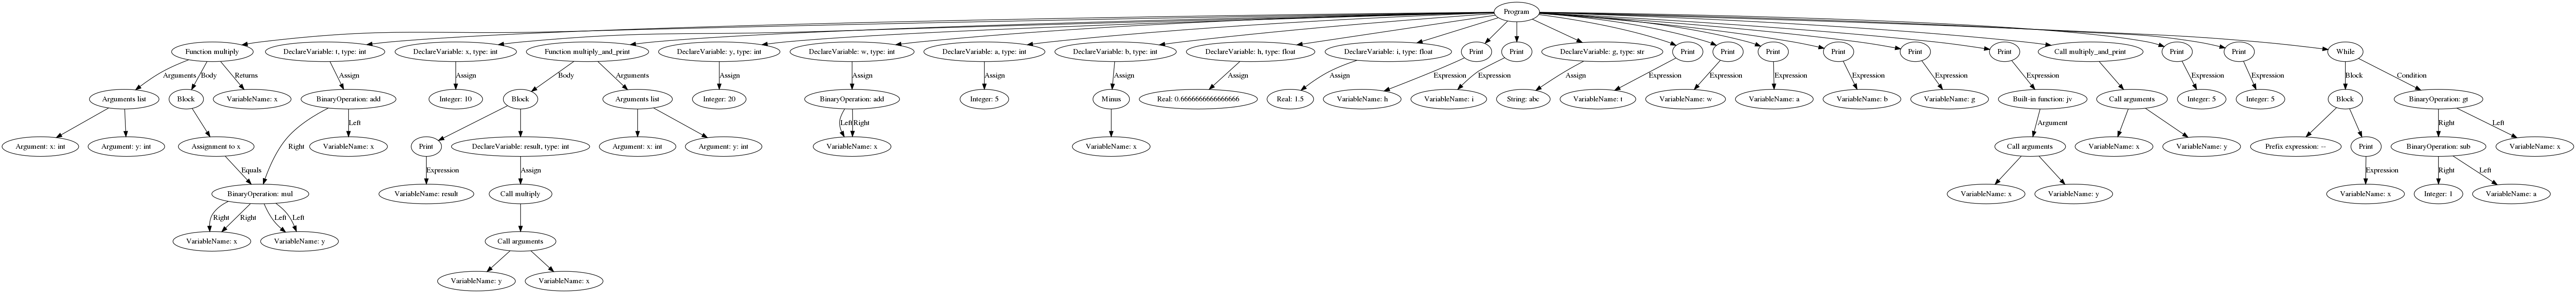 Program
Function multiply
DeclareVariable: t, type: int
DeclareVariable: x, type: int
Function multiply_and_print
DeclareVariable: y, type: int
DeclareVariable: w, type: int
DeclareVariable: a, type: int
DeclareVariable: b, type: int
DeclareVariable: h, type: float
DeclareVariable: i, type: float
Print
Print
DeclareVariable: g, type: str
Print
Print
Print
Print
Print
Print
Call multiply_and_print
Print
Print
While
Arguments
Body
Returns
Assign
Assign
Body
Arguments
Assign
Assign
Assign
Assign
Assign
Assign
Expression
Expression
Assign
Expression
Expression
Expression
Expression
Expression
Expression
Expression
Expression
Block
Condition
Arguments list
Block
VariableName: x
BinaryOperation: add
Integer: 10
Block
Arguments list
Integer: 20
BinaryOperation: add
Integer: 5
Minus
Real: 0.6666666666666666
Real: 1.5
VariableName: h
VariableName: i
String: abc
VariableName: t
VariableName: w
VariableName: a
VariableName: b
VariableName: g
Built-in function: jv
Call arguments
Integer: 5
Integer: 5
Block
BinaryOperation: gt
Left
Left
Right
Argument
Right
Left
Argument: x: int
Argument: y: int
Assignment to x
Right
VariableName: x
Print
DeclareVariable: result, type: int
Argument: x: int
Argument: y: int
VariableName: x
VariableName: x
Call arguments
VariableName: x
VariableName: y
Prefix expression: --
Print
BinaryOperation: sub
VariableName: x
Equals
Expression
Assign
Expression
Right
Left
BinaryOperation: mul
VariableName: result
Call multiply
VariableName: x
VariableName: y
VariableName: x
Integer: 1
VariableName: a
Right
Right
Left
Left
VariableName: x
VariableName: y
Call arguments
VariableName: y
VariableName: x